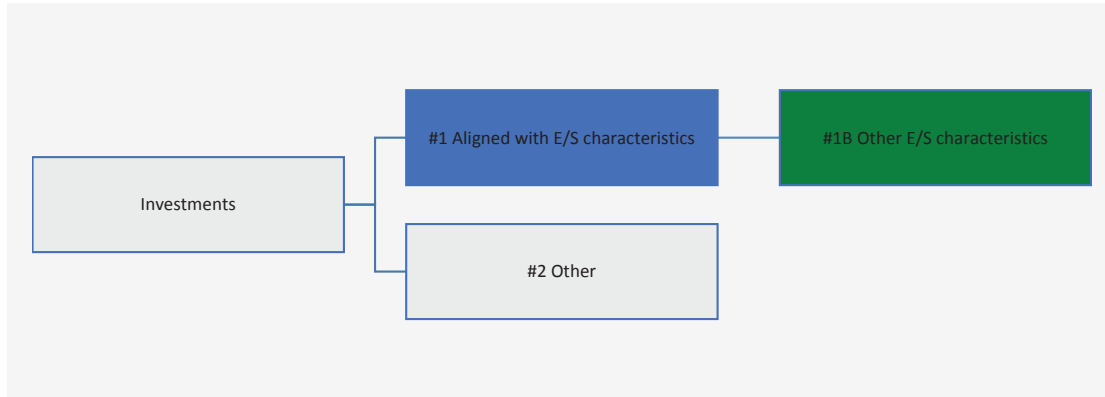 #1 Aligned with E/S characteristics
#1B Other E/S characteristics
Investments
#2 Other